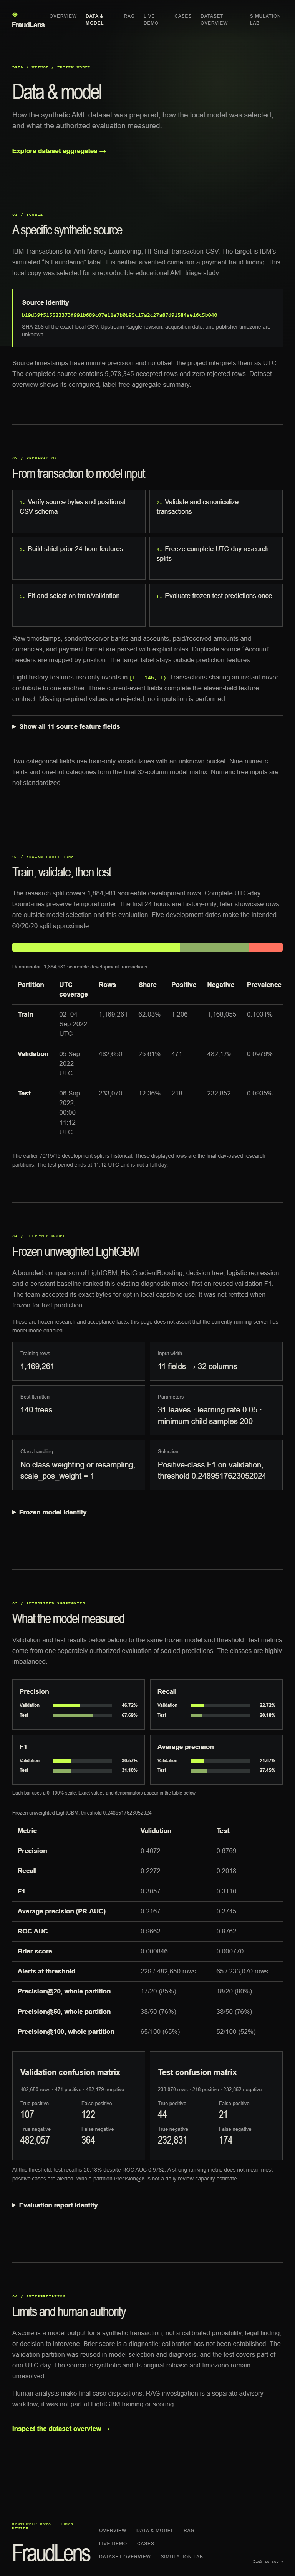 FraudLens
OVERVIEW
DATA &
MODEL
RAG
LIVE
DEMO
CASES
DATASET
OVERVIEW
SIMULATION
LAB
DATA / METHOD / FROZEN MODEL
Data & model
How the synthetic AML dataset was prepared, how the local model was selected,
and what the authorized evaluation measured.
Explore dataset aggregates →
01 / SOURCE
A specific synthetic source
IBM Transactions for Anti-Money Laundering, HI-Small transaction CSV. The target is IBM's
simulated "Is Laundering" label. It is neither a verified crime nor a payment fraud finding. This
local copy was selected for a reproducible educational AML triage study.
Source identity
SHA-256 of the exact local CSV. Upstream Kaggle revision, acquisition date, and publisher timezone are
unknown.
Source timestamps have minute precision and no offset; the project interprets them as UTC.
The completed source contains 5,078,345 accepted rows and zero rejected rows. Dataset
overview shows its configured, label-free aggregate summary.
02 / PREPARATION
From transaction to model input
1. Verify source bytes and positional
CSV schema
2. Validate and canonicalize
transactions
3. Build strict-prior 24-hour features
4. Freeze complete UTC-day research
splits
5. Fit and select on train/validation
6. Evaluate frozen test predictions once
Raw timestamps, sender/receiver banks and accounts, paid/received amounts and
currencies, and payment format are parsed with explicit roles. Duplicate source "Account"
headers are mapped by position. The target label stays outside prediction features.
Eight history features use only events in [t − 24h, t). Transactions sharing an instant never
contribute to one another. Three current-event fields complete the eleven-field feature
contract. Missing required values are rejected; no imputation is performed.
▶ Show all 11 source feature fields
Two categorical fields use train-only vocabularies with an unknown bucket. Nine numeric
fields and one-hot categories form the final 32-column model matrix. Numeric tree inputs are
not standardized.
03 / FROZEN PARTITIONS
Train, validate, then test
The research split covers 1,884,981 scoreable development rows. Complete UTC-day
boundaries preserve temporal order. The first 24 hours are history-only; later showcase rows
are outside model selection and this evaluation. Five development dates make the intended
60/20/20 split approximate.
Denominator: 1,884,981 scoreable development transactions
Partition UTC coverage Rows Share Positive Negative Prevalence
Train 02–04 Sep 2022 UTC 1,169,261 62.03% 1,206 1,168,055 0.1031%
Validation 05 Sep 2022 UTC 482,650 25.61% 471 482,179 0.0976%
Test 06 Sep 2022, 00:00–11:12 UTC 233,070 12.36% 218 232,852 0.0935%
The earlier 70/15/15 development split is historical. These displayed rows are the final day-based research
partitions. The test period ends at 11:12 UTC and is not a full day.
04 / SELECTED MODEL
Frozen unweighted LightGBM
A bounded comparison of LightGBM, HistGradientBoosting, decision tree, logistic regression,
and a constant baseline ranked this existing diagnostic model first on reused validation F1.
The team accepted its exact bytes for opt-in local capstone use. It was not refitted when
frozen for test prediction.
These are frozen research and acceptance facts; this page does not assert that the currently running server has
model mode enabled.
Training rows
1,169,261
Input width
11 fields → 32 columns
Best iteration
140 trees
Parameters
31 leaves · learning rate 0.05 ·
minimum child samples 200
Class handling
No class weighting or resampling;
scale_pos_weight = 1
Selection
Positive-class F1 on validation;
threshold 0.2489517623052024
▶ Frozen model identity
05 / AUTHORIZED AGGREGATES
What the model measured
Validation and test results below belong to the same frozen model and threshold. Test metrics
come from one separately authorized evaluation of sealed predictions. The classes are highly
imbalanced.
Precision
Validation 46.72%
Test 67.69%
Recall
Validation 22.72%
Test 20.18%
F1
Validation 30.57%
Test 31.10%
Average precision
Validation 21.67%
Test 27.45%
Each bar uses a 0–100% scale. Exact values and denominators appear in the table below.
Frozen unweighted LightGBM; threshold 0.2489517623052024
Metric Validation Test
Precision 0.4672 0.6769
Recall 0.2272 0.2018
F1 0.3057 0.3110
Average precision (PR-AUC) 0.2167 0.2745
ROC AUC 0.9662 0.9762
Brier score 0.000846 0.000770
Alerts at threshold 229 / 482,650 rows 65 / 233,070 rows
Precision@20, whole partition 17/20 (85%) 18/20 (90%)
Precision@50, whole partition 38/50 (76%) 38/50 (76%)
Precision@100, whole partition 65/100 (65%) 52/100 (52%)
Validation confusion matrix
482,650 rows · 471 positive · 482,179 negative
True positive
107
False positive
122
True negative
482,057
False negative
364
Test confusion matrix
233,070 rows · 218 positive · 232,852 negative
True positive
44
False positive
21
True negative
232,831
False negative
174
At this threshold, test recall is 20.18% despite ROC AUC 0.9762. A strong ranking metric does not mean most
positive cases are alerted. Whole-partition Precision@K is not a daily review-capacity estimate.
▶ Evaluation report identity
06 / INTERPRETATION
Limits and human authority
A score is a model output for a synthetic transaction, not a calibrated probability, legal finding,
or decision to intervene. Brier score is a diagnostic; calibration has not been established. The
validation partition was reused in model selection and diagnosis, and the test covers part of
one UTC day. The source is synthetic and its original release and timezone remain
unresolved.
Human analysts make final case dispositions. RAG investigation is a separate advisory
workflow; it was not part of LightGBM training or scoring.
Inspect the dataset overview →
SYNTHETIC DATA · HUMAN
REVIEW
FraudLens
OVERVIEW DATA & MODEL RAG
LIVE DEMO CASES
DATASET OVERVIEW SIMULATION LAB
Back to top ↑